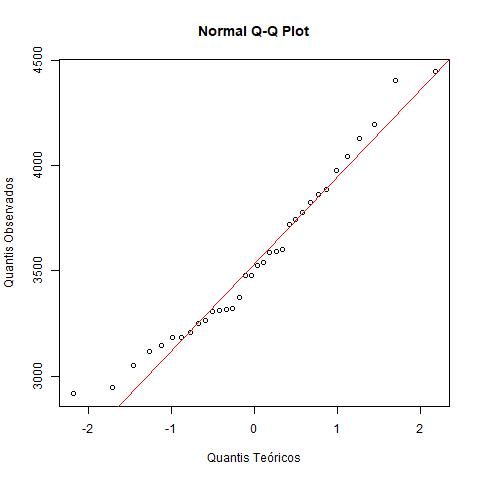 Normal Q-Q Plot
4500
4000
3500
3000
Quantis Observados
-2 -1 0 1 2
Quantis Teóricos